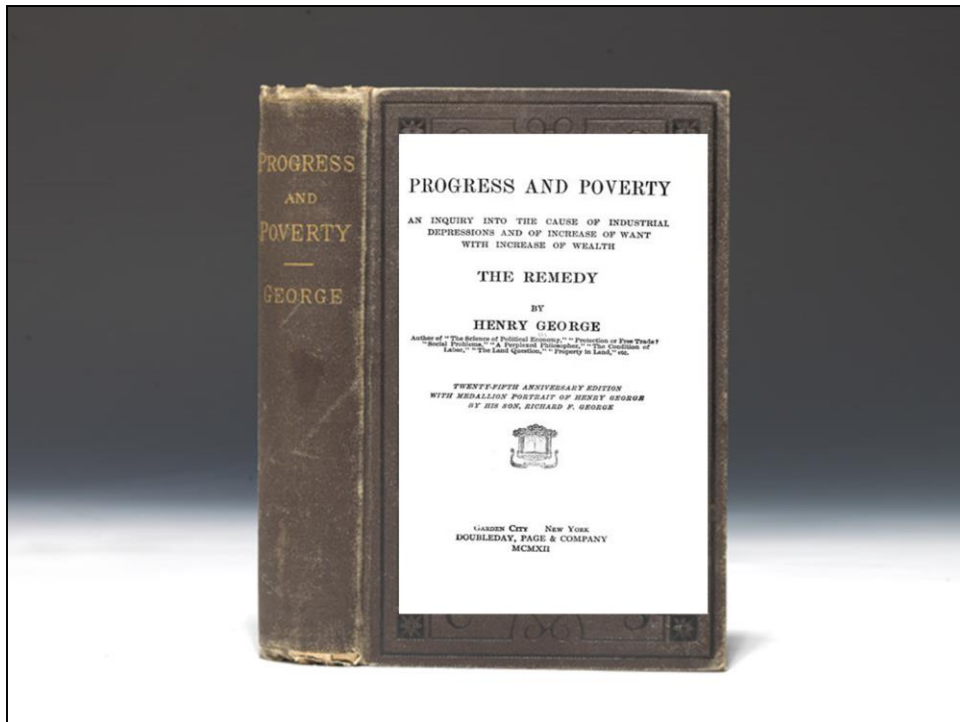 PROGRESS
AND
POVERTY
GEORGE
PROGRESS AND POVERTY
AN INQUIRY INTO THE CAUSE OF INDUSTRIAL
DEPRESSIONS AND OF INCREASE OF WANT
WITH INCREASE OF WEALTH
THE REMEDY
BY
HENRY GEORGE
Author of "The Science of Political Economy," "Protection or Free Trade?
"Social Problems," "A Perplexed Philosopher," "The Condition of
Labor," "The Land Question," "Property in Land," etc.
TWENTY-FIFTH ANNIVERSARY EDITION
WITH MEDALLION PORTRAIT OF HENRY GEORGE
BY HIS SON, RICHARD F. GEORGE
GARDEN CITY NEW YORK
DOUBLEDAY, PAGE & COMPANY
MCMXII